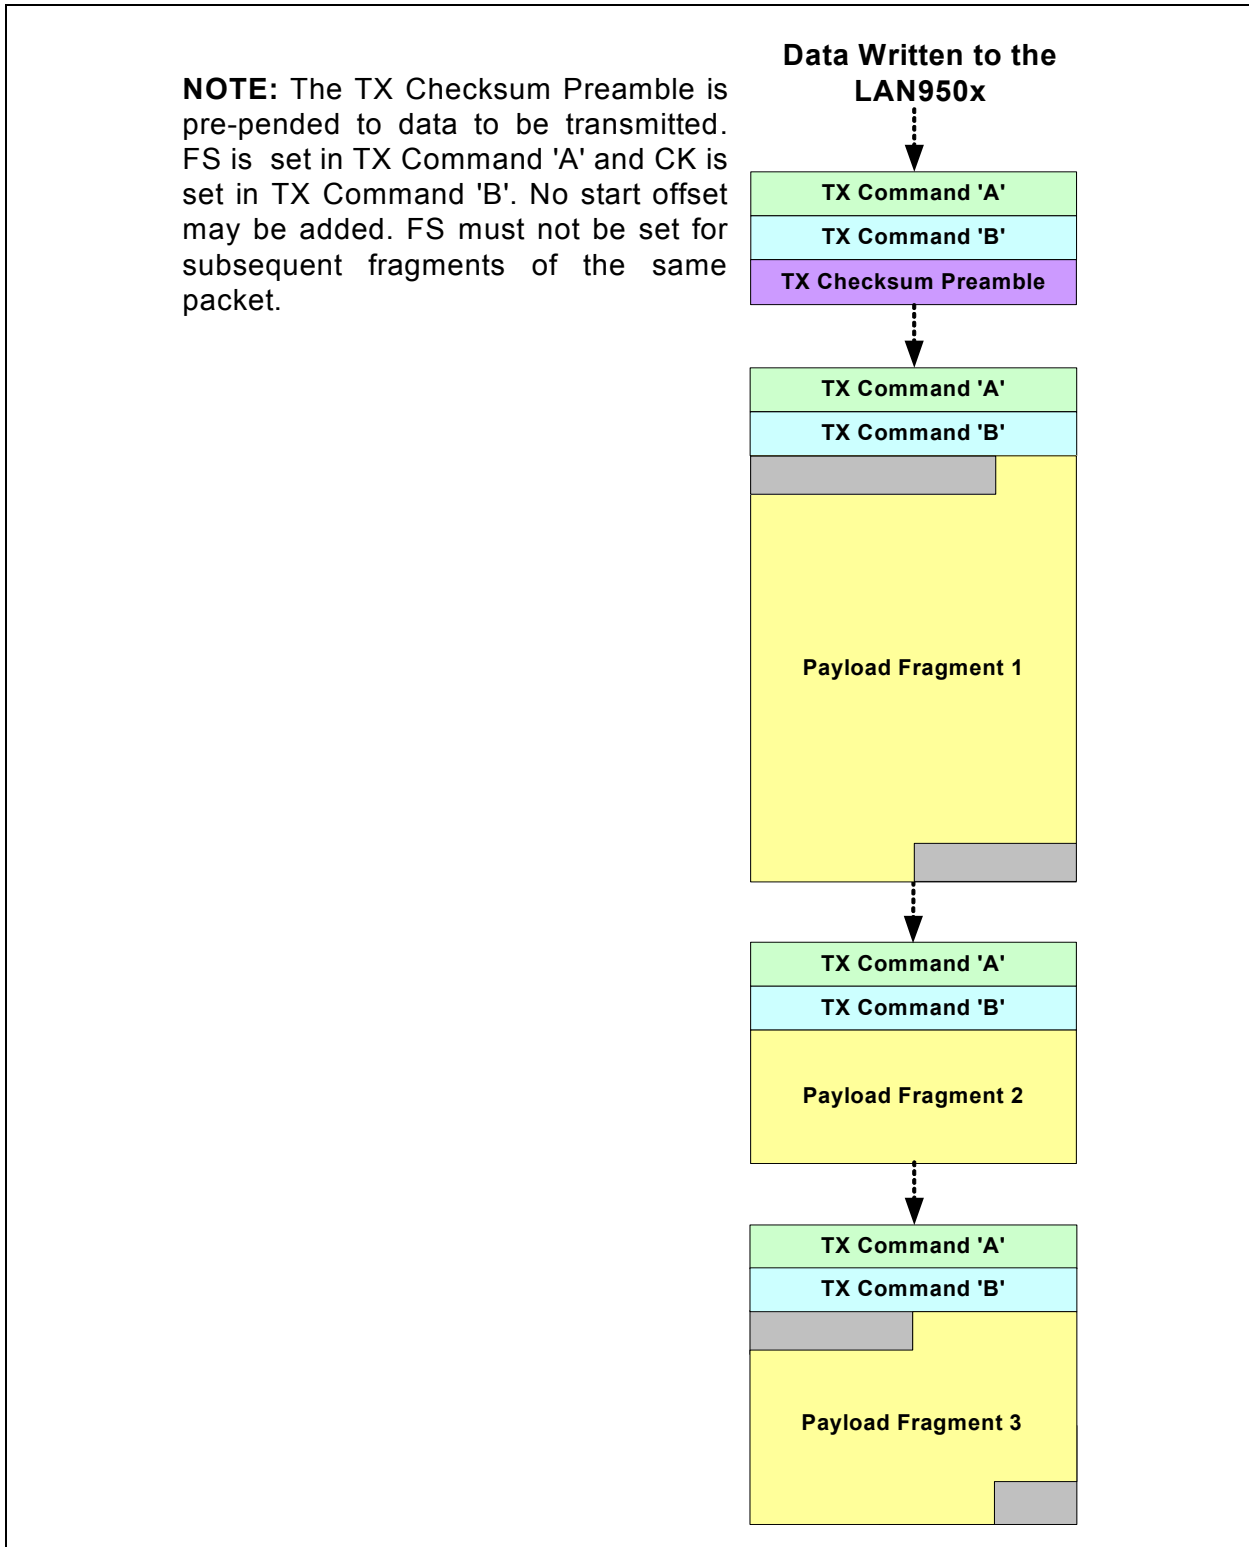 NOTE: The TX Checksum Preamble is
pre-pended to data to be transmitted.
FS is set in TX Command 'A' and CK is
set in TX Command 'B'. No start offset
may be added. FS must not be set for
subsequent fragments of the same
packet.
Data Written to the
LAN950x
TX Command 'A'
TX Command 'B'
TX Checksum Preamble
TX Command 'A'
TX Command 'B'
Payload Fragment 1
TX Command 'A'
TX Command 'B'
Payload Fragment 2
TX Command 'A'
TX Command 'B'
Payload Fragment 3